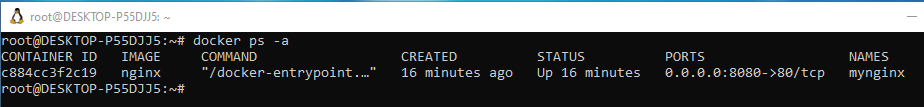 root@DESKTOP-P55DJJ5: ~
root@DESKTOP-P55DJJ5:~# docker ps -a
CONTAINER ID   IMAGE     COMMAND                  CREATED          STATUS          PORTS                  NAMES
c884cc3f2c19   nginx     "/docker-entrypoint.…"   16 minutes ago   Up 16 minutes   0.0.0.0:8080->80/tcp   mynginx
root@DESKTOP-P55DJJ5:~#